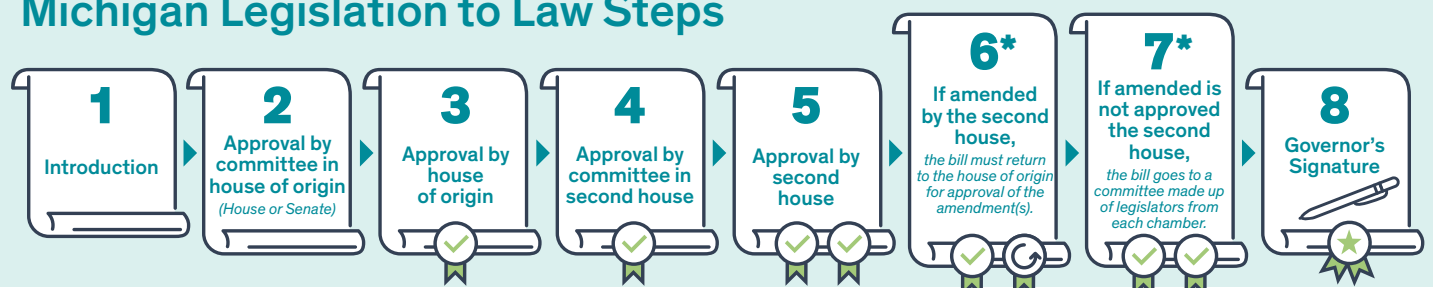 Michigan Legislation to Law Steps
1
Introduction
2
Approval by
committee in
house of origin
(House or Senate)
3
Approval by
house
of origin
4
Approval by
committee in
second house
5
Approval by
second
house
6*
If amended
by the second
house,
the bill must return
to the house of origin
for approval of the
amendment(s).
7*
If amended is
not approved
the second
house,
the bill goes to a
committee made up
of legislators from
each chamber.
8
Governor's
Signature